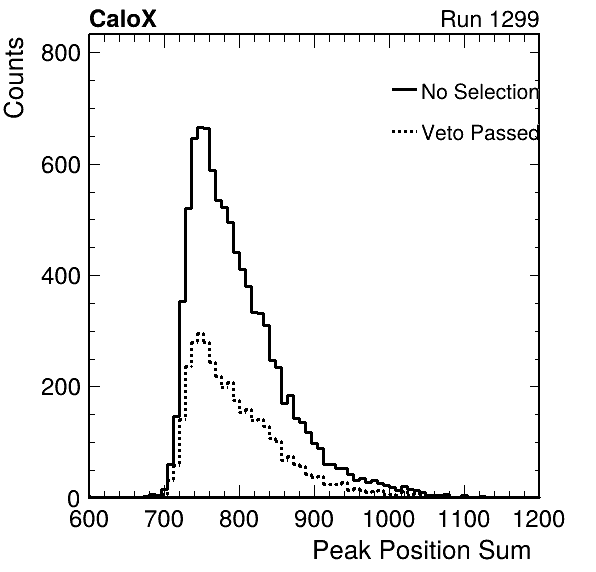 CaloX Run 1299
Counts
800
No Selection
Veto Passed
600
400
200
0
600 700 800 900 1000 1100 1200
Peak Position Sum